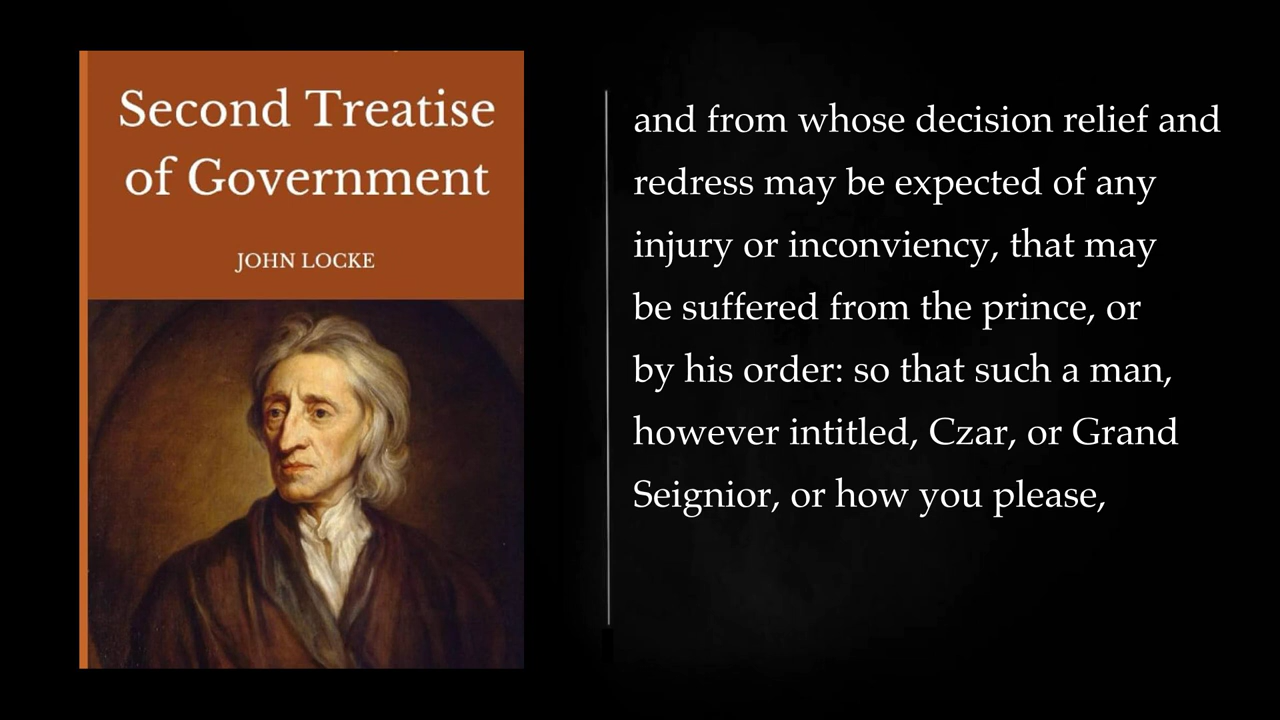 Second Treatise
of Government
JOHN LOCKE
and from whose decision relief and
redress may be expected of any
injury or inconviency, that may
be suffered from the prince, or
by his order: so that such a man,
however intitled, Czar, or Grand
Seignior, or how you please,